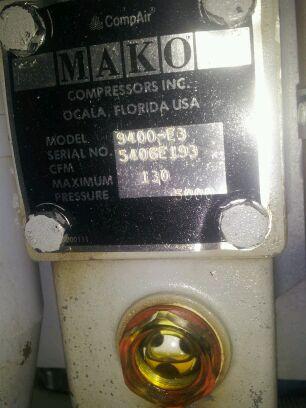 CompAir
MAKO
COMPRESSORS INC.
OCALA, FLORIDA USA
MODEL 9400-E3
SERIAL NO. 5406E193
CFM 130
MAXIMUM
PRESSURE 5000